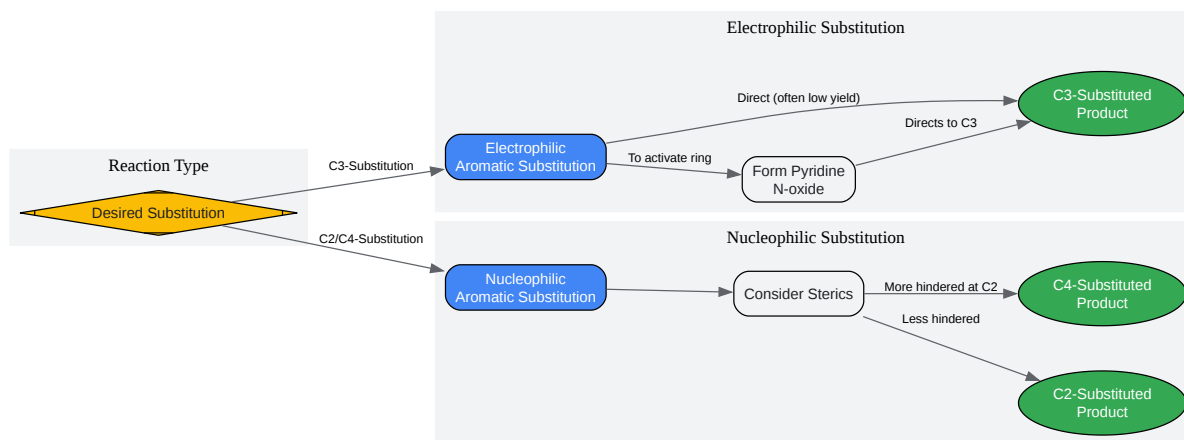 Electrophilic Substitution
Direct (often low yield)
C3-Substituted
Product
Directs to C3
Electrophilic
Aromatic Substitution
To activate ring
Form Pyridine
N-oxide
Reaction Type
C3-Substitution
Desired Substitution
C2/C4-Substitution
Nucleophilic Substitution
Nucleophilic
Aromatic Substitution
Consider Sterics
More hindered at C2
C4-Substituted
Product
Less hindered
C2-Substituted
Product